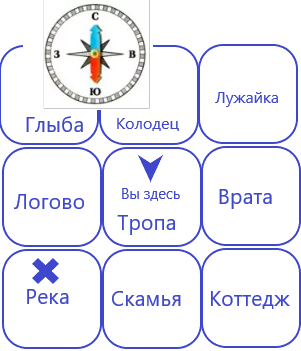 С
З В
Ю
Лужайка
Глыба Колодец
Логово
Вы здесь
Тропа
Врата
Река
Скамья
Коттедж